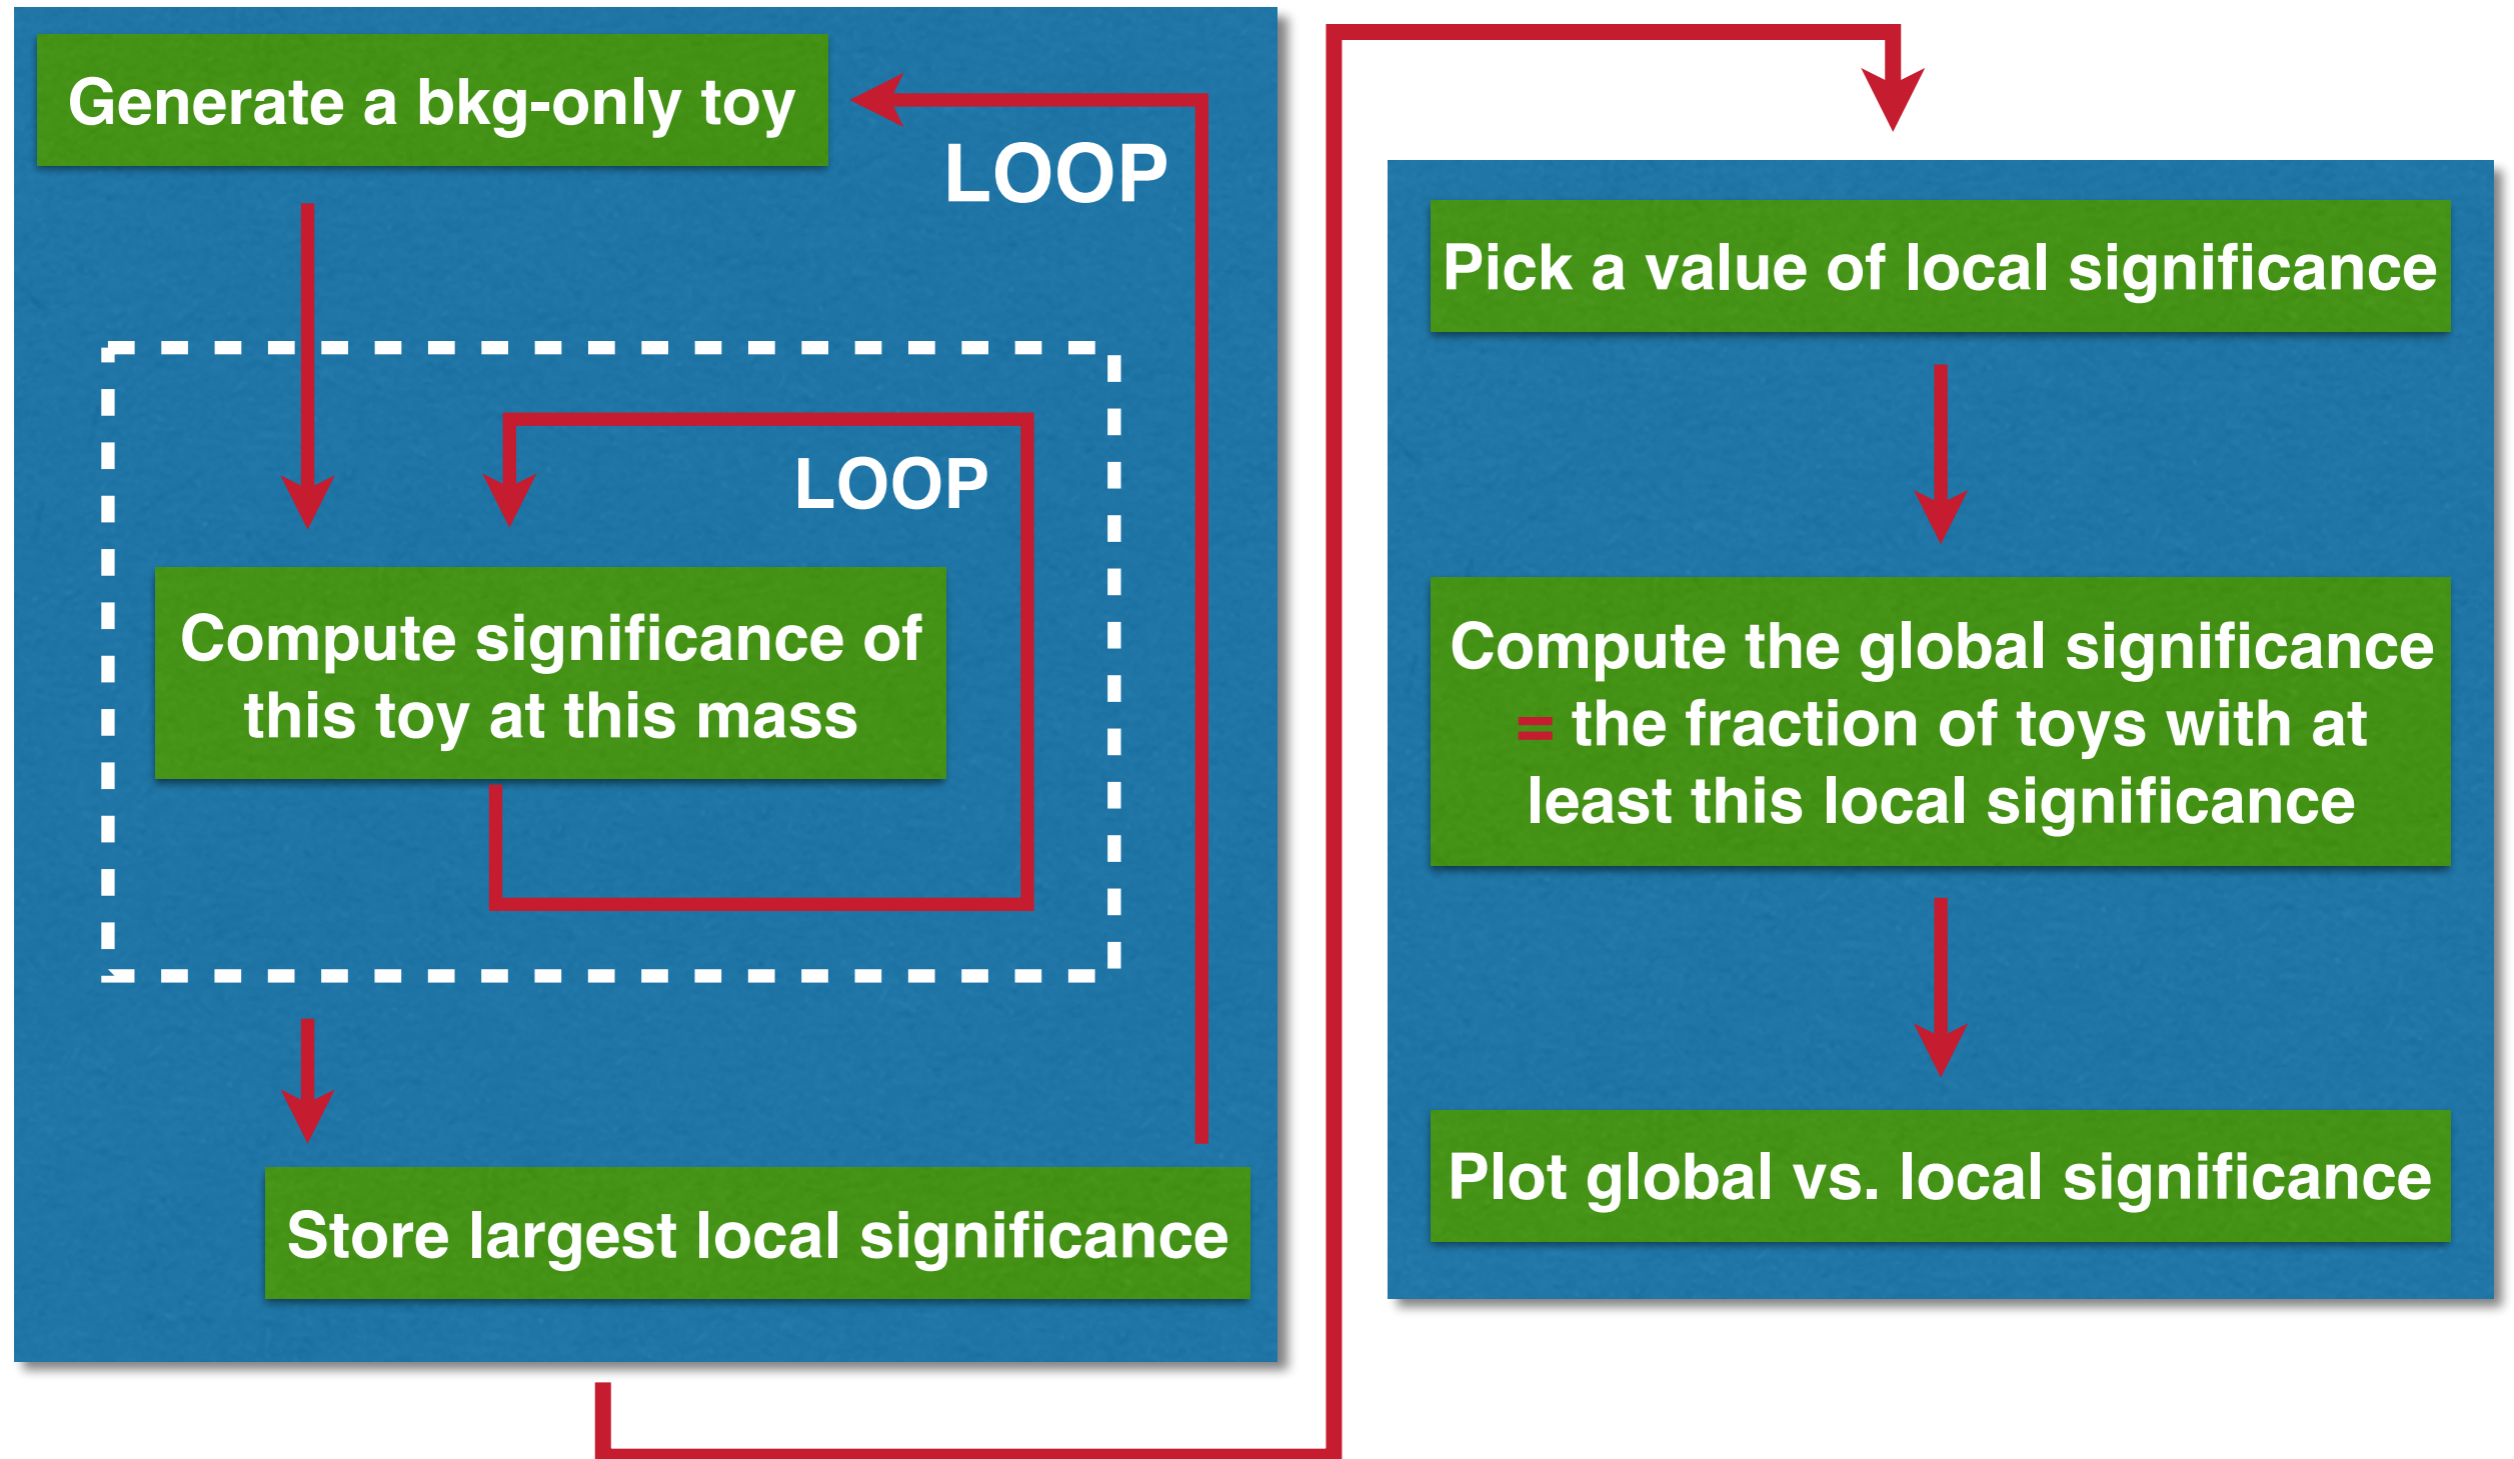 Generate a bkg-only toy
LOOP
LOOP
Compute significance of
this toy at this mass
Store largest local significance
Pick a value of local significance
Compute the global significance
= the fraction of toys with at
least this local significance
Plot global vs. local significance